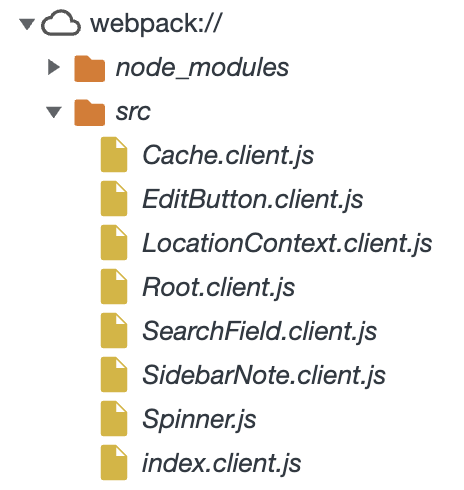 webpack://
node_modules
src
Cache.client.js
EditButton.client.js
LocationContext.client.js
Root.client.js
SearchField.client.js
SidebarNote.client.js
Spinner.js
index.client.js